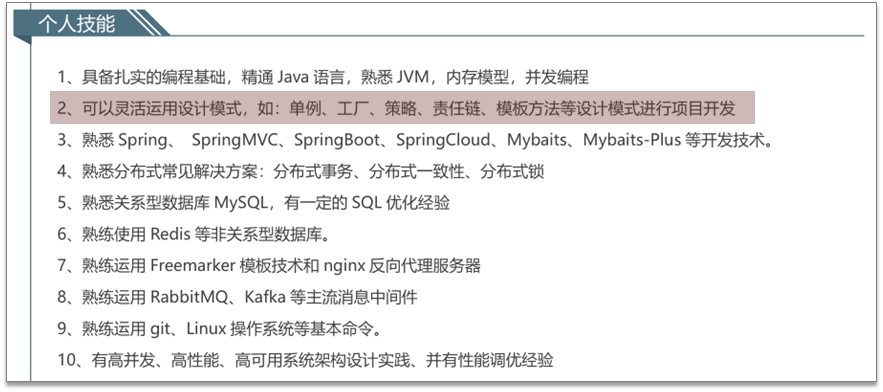 个人技能
1、具备扎实的编程基础，精通 Java 语言，熟悉 JVM，内存模型，并发编程
2、可以灵活运用设计模式，如：单例、工厂、策略、责任链、模板方法等设计模式进行项目开发
3、熟悉 Spring、 SpringMVC、SpringBoot、SpringCloud、Mybaits、Mybaits-Plus 等开发技术。
4、熟悉分布式常见解决方案：分布式事务、分布式一致性、分布式锁
5、熟悉关系型数据库 MySQL，有一定的 SQL 优化经验
6、熟练使用 Redis 等非关系型数据库。
7、熟练运用 Freemarker 模板技术和 nginx 反向代理服务器
8、熟练运用 RabbitMQ、Kafka 等主流消息中间件
9、熟练运用 git、Linux 操作系统等基本命令。
10、有高并发、高性能、高可用系统架构设计实践、并有性能调优经验